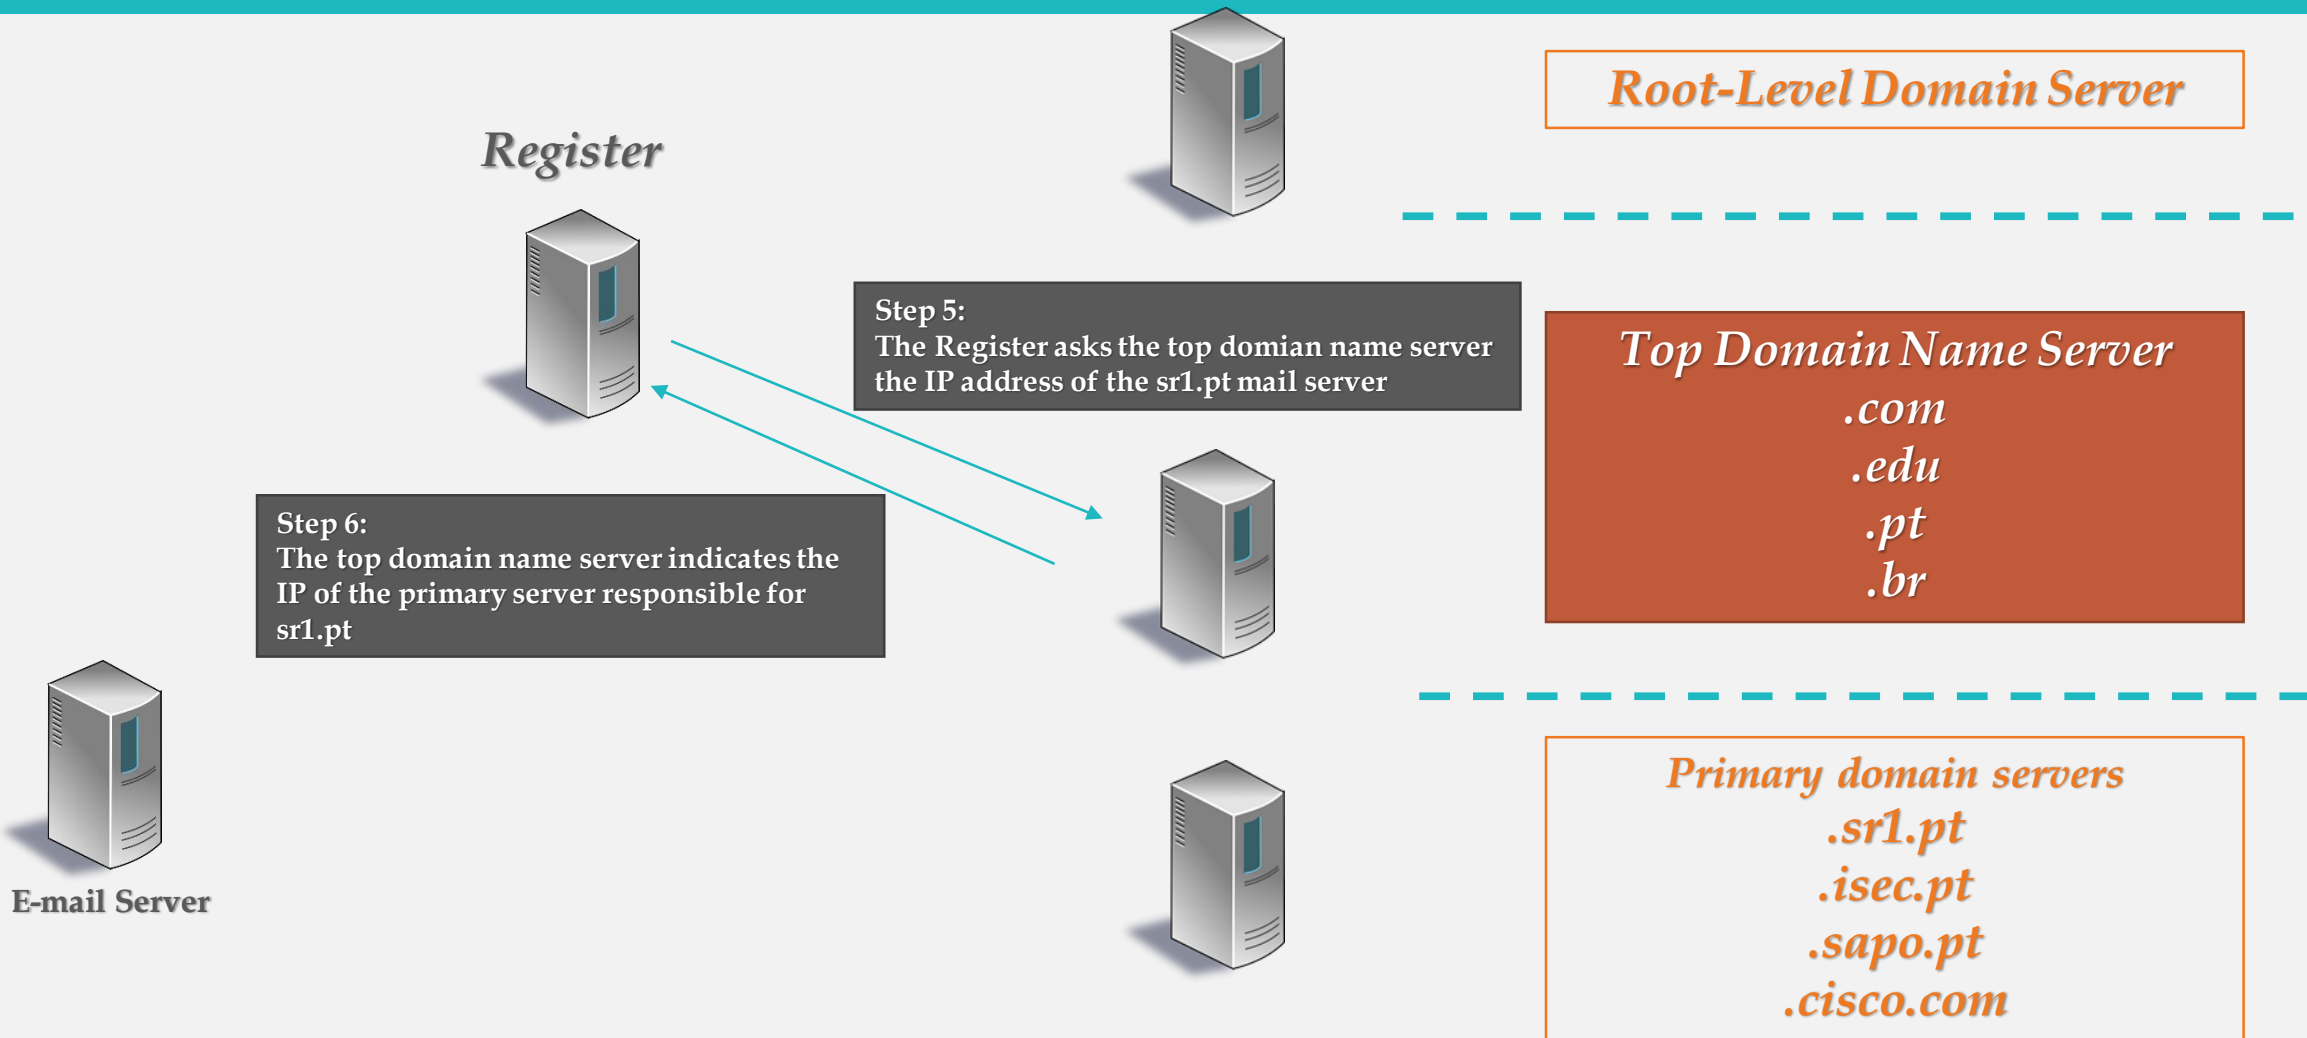 Root-Level Domain Server
Register
Step 5:
The Register asks the top domian name server
the IP address of the sr1.pt mail server
Top Domain Name Server
.com
.edu
.pt
.br
Step 6:
The top domain name server indicates the
IP of the primary server responsible for
sr1.pt
E-mail Server
Primary domain servers
.sr1.pt
.isec.pt
.sapo.pt
.cisco.com